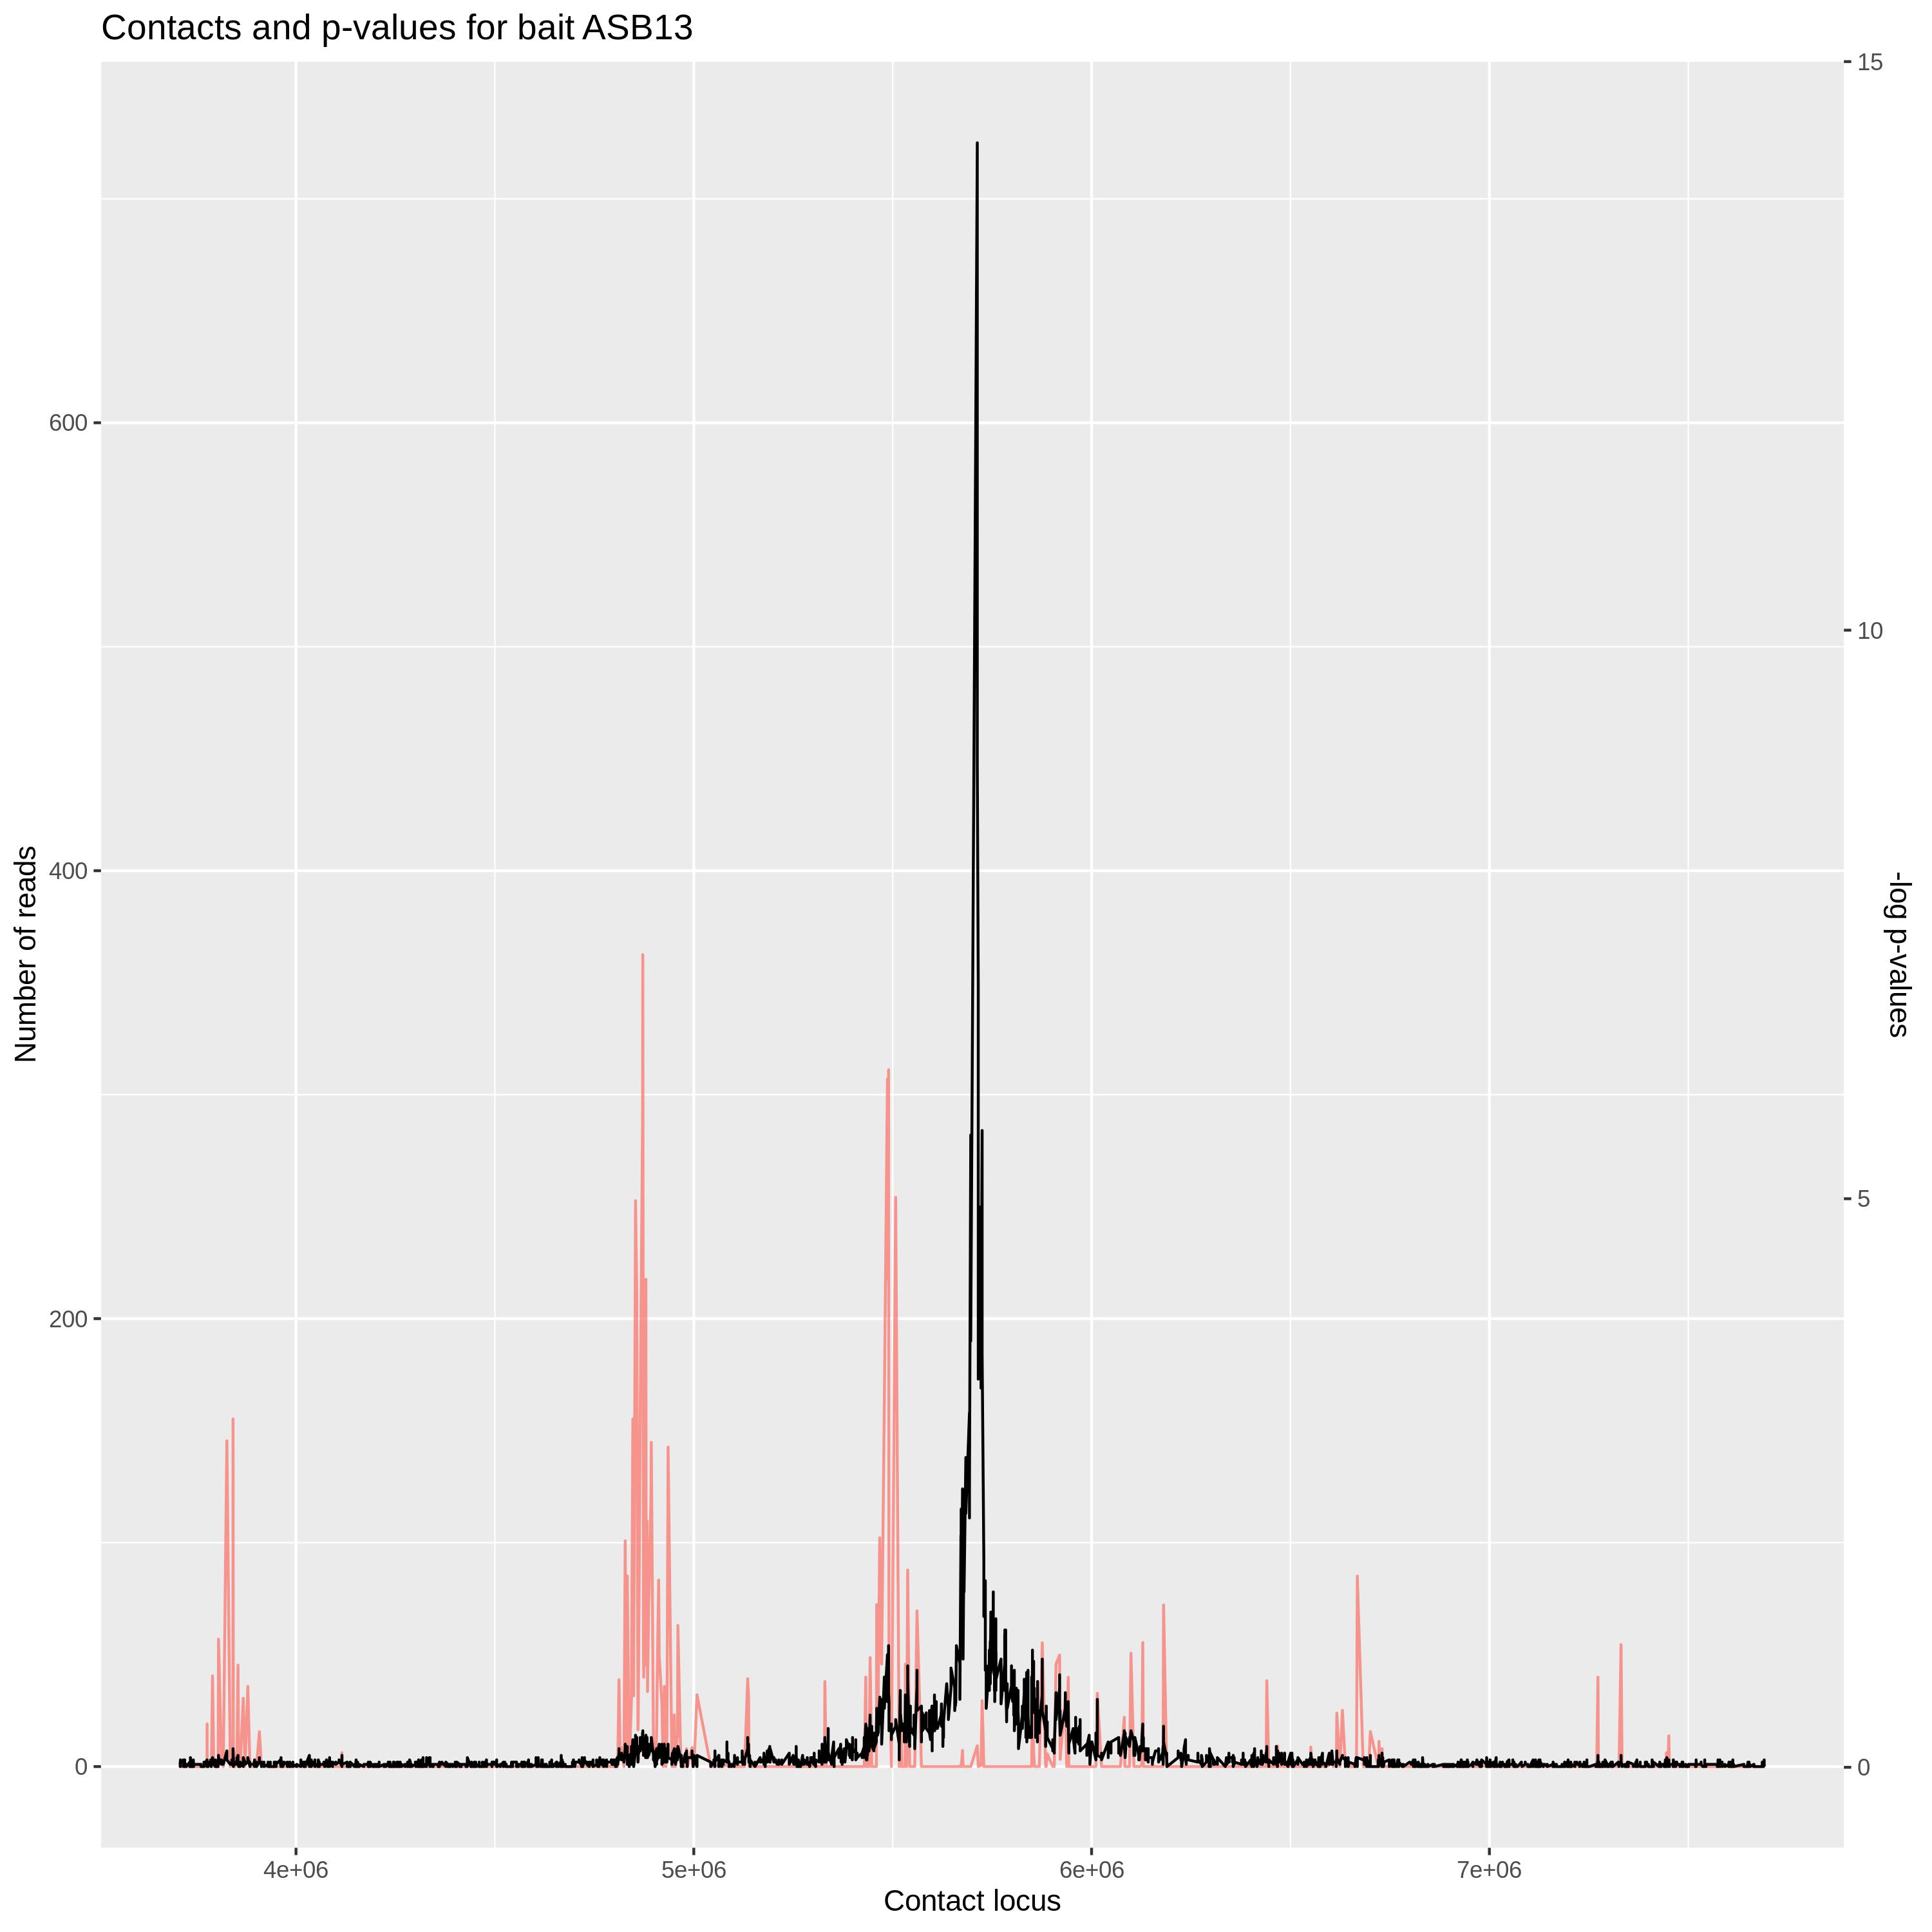 Contacts and p-values for bait ASB13
15
10
5
0
600
400
200
0
Number of reads
-log p-values
4e+06 5e+06 6e+06 7e+06
Contact locus